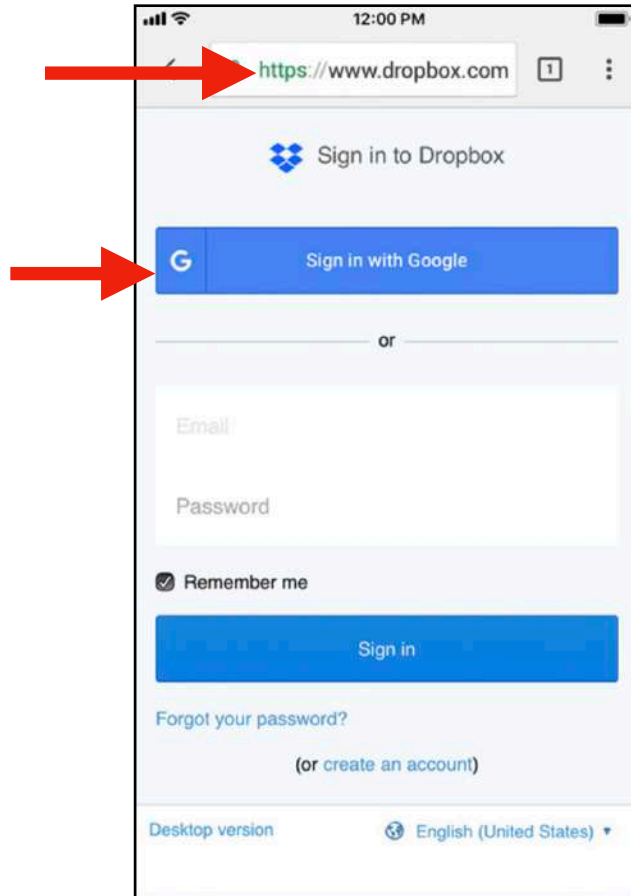 12:00 PM
https://www.dropbox.com 1
Sign in to Dropbox
G Sign in with Google
or
Email
Password
Remember me
Sign in
Forgot your password?
(or create an account)
Desktop version English (United States)